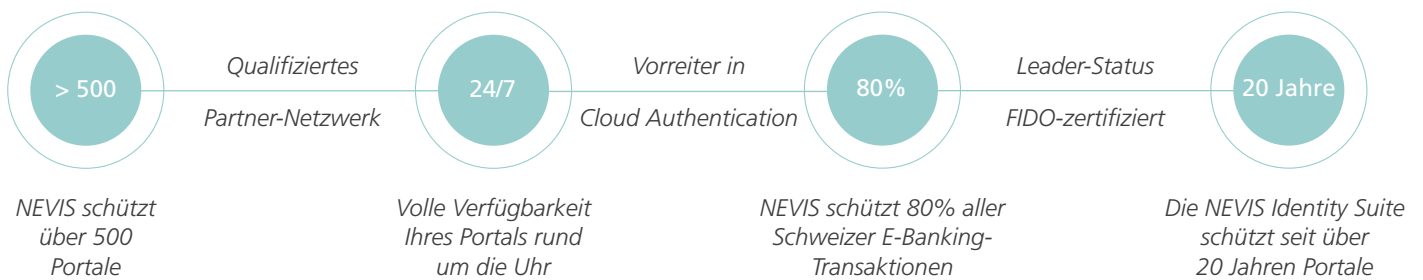 > 500
Qualifiziertes
Partner-Netzwerk
24/7
Vorreiter in
Cloud Authentication
80%
Leader-Status
FIDO-zertifiziert
20 Jahre
NEVIS schützt
über 500
Portale
Volle Verfügbarkeit
Ihres Portals rund
um die Uhr
NEVIS schützt 80% aller
Schweizer E-Banking-
Transaktionen
Die NEVIS Identity Suite
schützt seit über
20 Jahren Portale